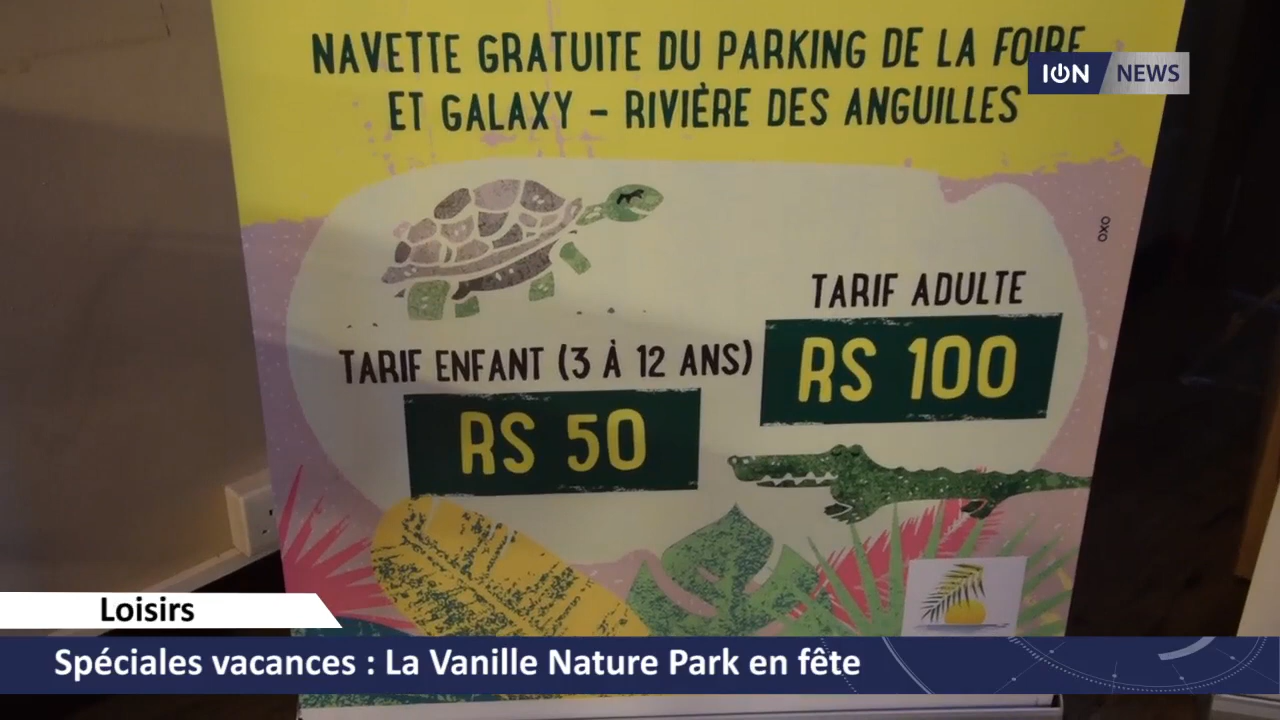 NAVETTE GRATUITE DU PARKING DE LA FOIRE
ET GALAXY – RIVIÈRE DES ANGUILLES
ION NEWS
OXO
TARIF ADULTE
RS 100
TARIF ENFANT (3 À 12 ANS)
RS 50
Loisirs
Spéciales vacances : La Vanille Nature Park en fête